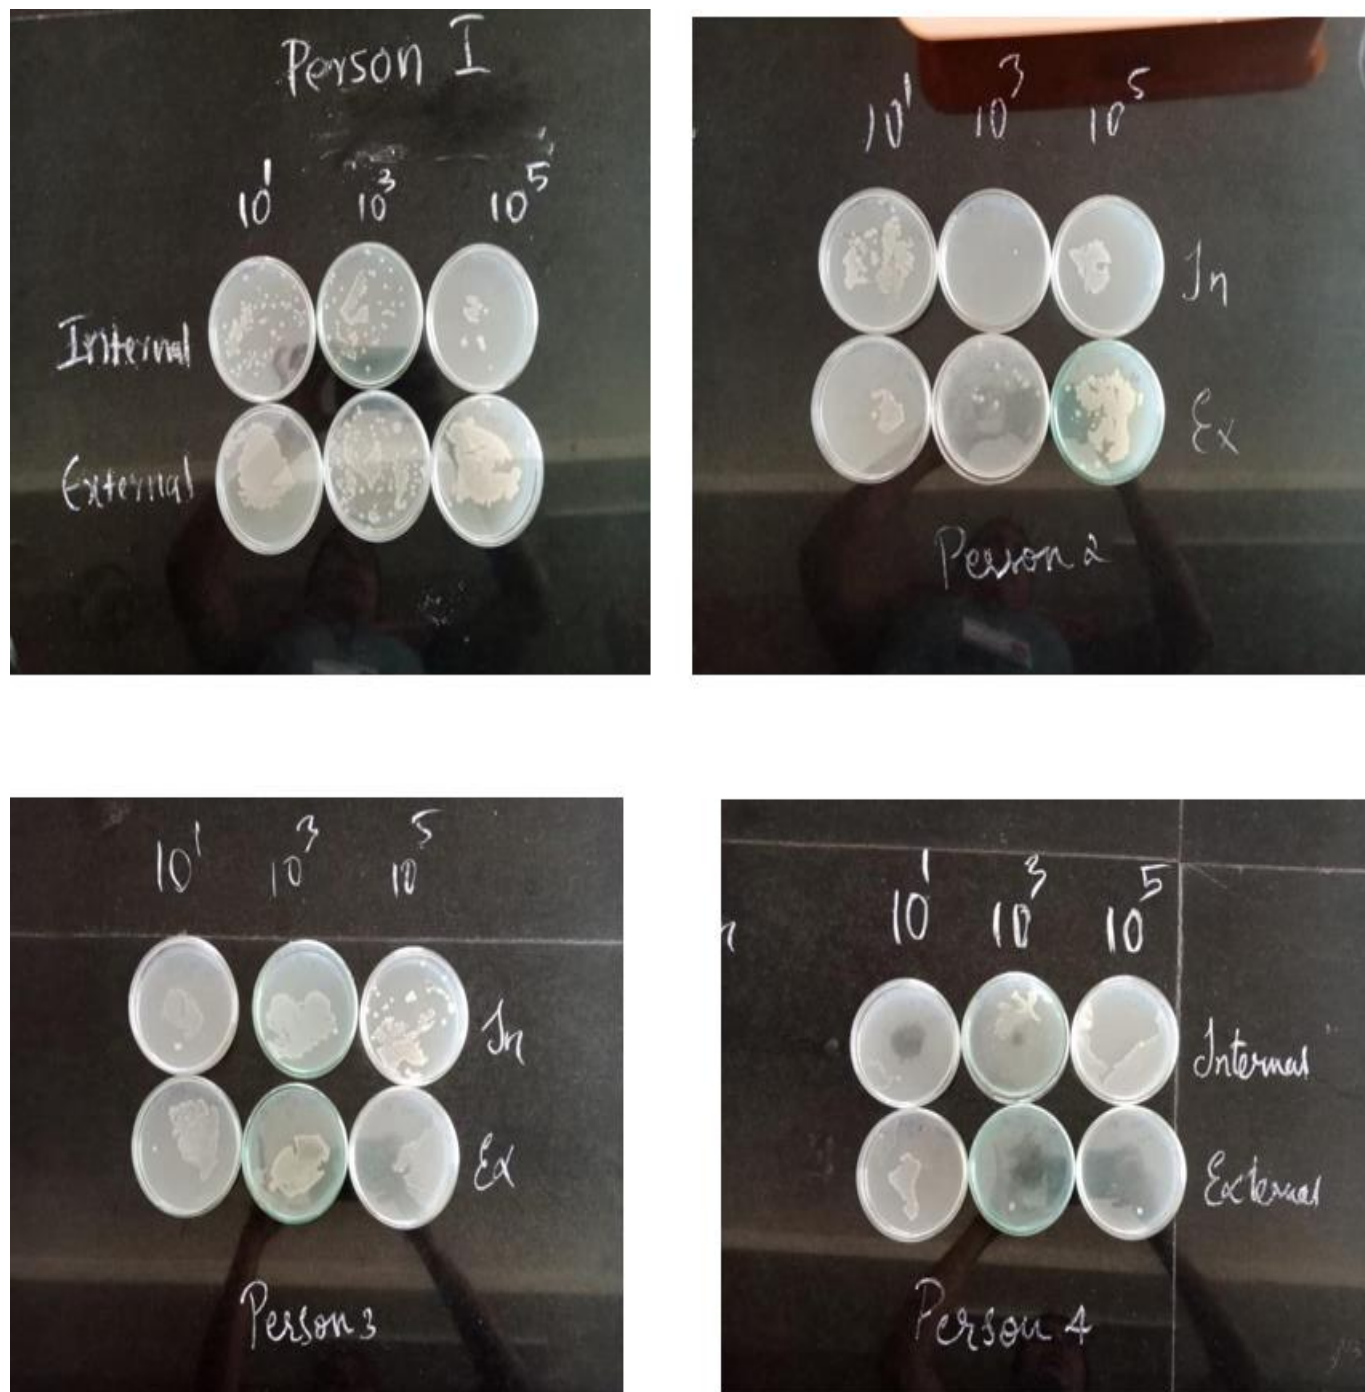 Person I
10¹ 10³ 10⁵
Internal
External
10¹ 10³ 10⁵
In
Ex
Person 2
10¹ 10³ 10⁵
In
Ex
Person 3
10¹ 10³ 10⁵
Internal
External
Person 4